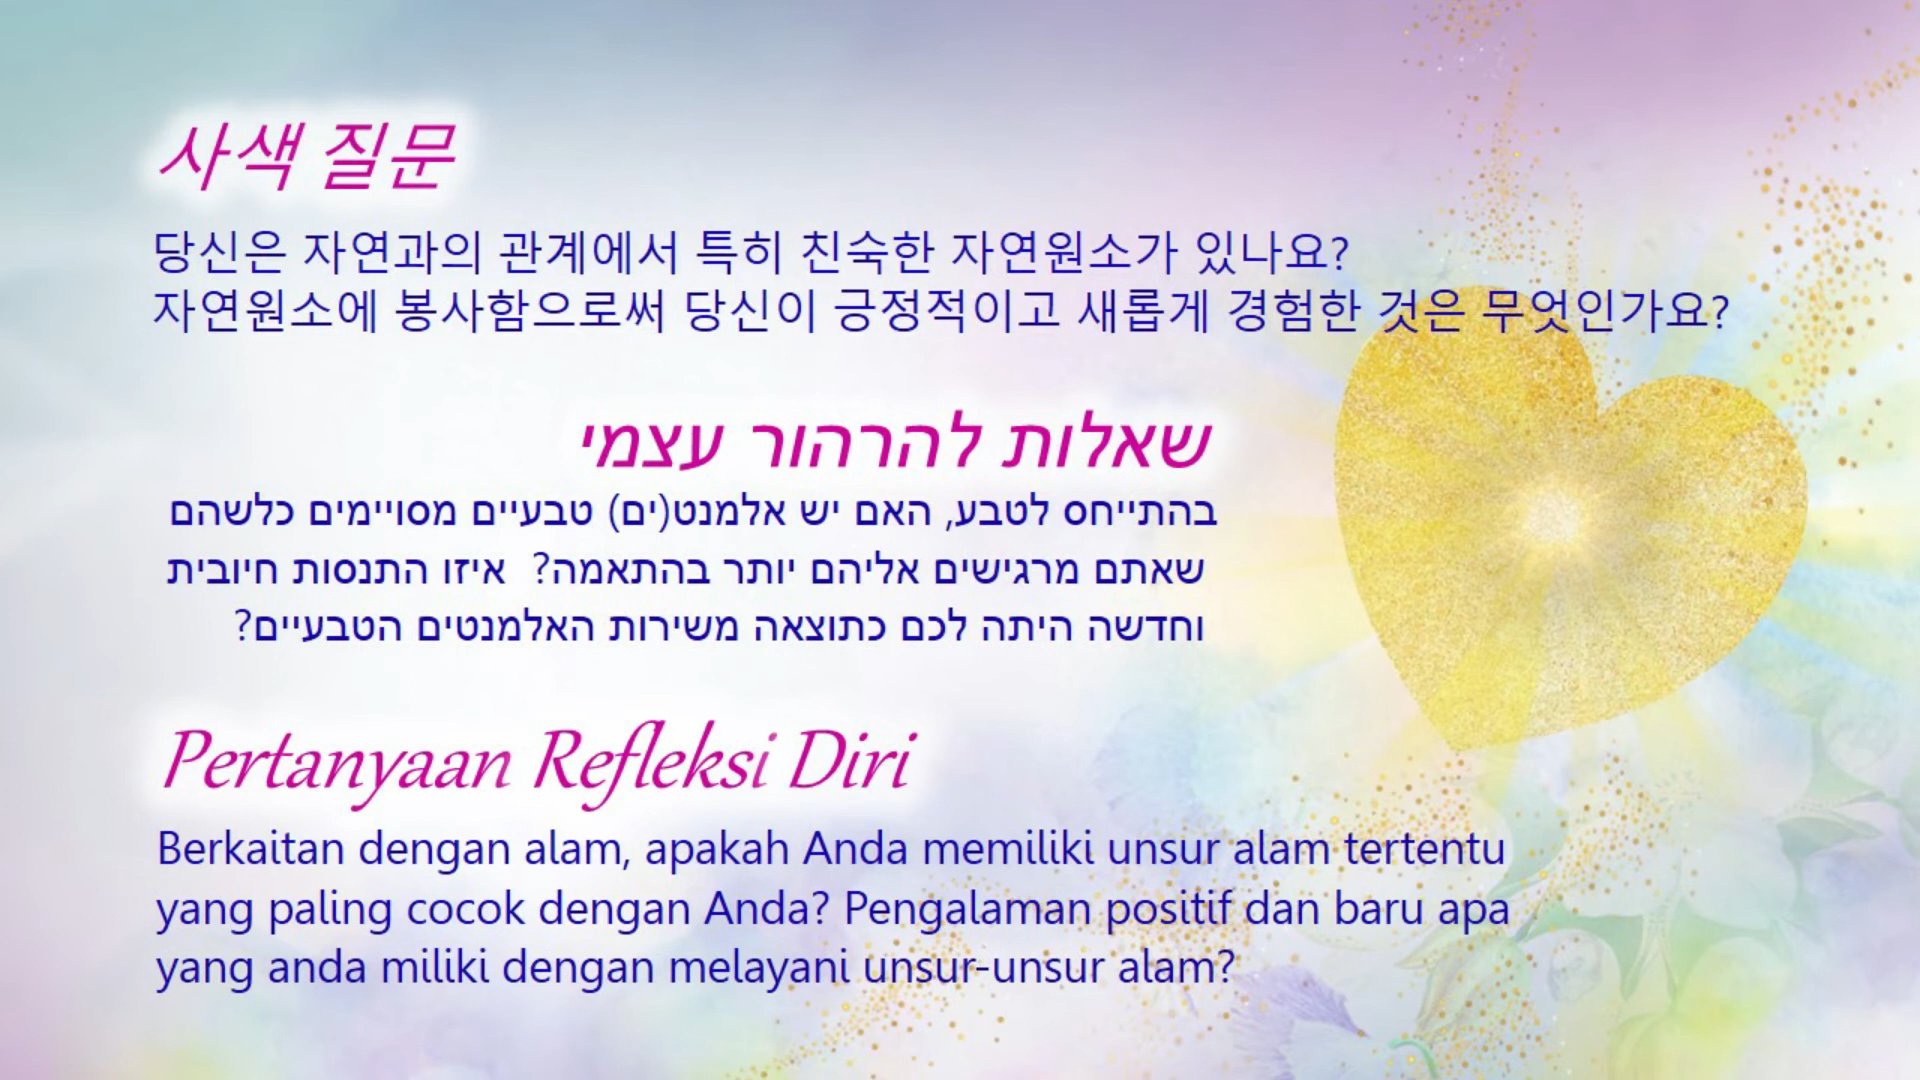 사색 질문
당신은 자연과의 관계에서 특히 친숙한 자연원소가 있나요?
자연원소에 봉사함으로써 당신이 긍정적이고 새롭게 경험한 것은 무엇인가요?
שאלות להרהור עצמי
בהתייחס לטבע, האם יש אלמנט(ים) טבעיים מסויימים כלשהם
שאתם מרגישים אליהם יותר בהתאמה?  איזו התנסות חיובית
וחדשה היתה לכם כתוצאה משירות האלמנטים הטבעיים?
Pertanyaan Refleksi Diri
Berkaitan dengan alam, apakah Anda memiliki unsur alam tertentu
yang paling cocok dengan Anda? Pengalaman positif dan baru apa
yang anda miliki dengan melayani unsur-unsur alam?